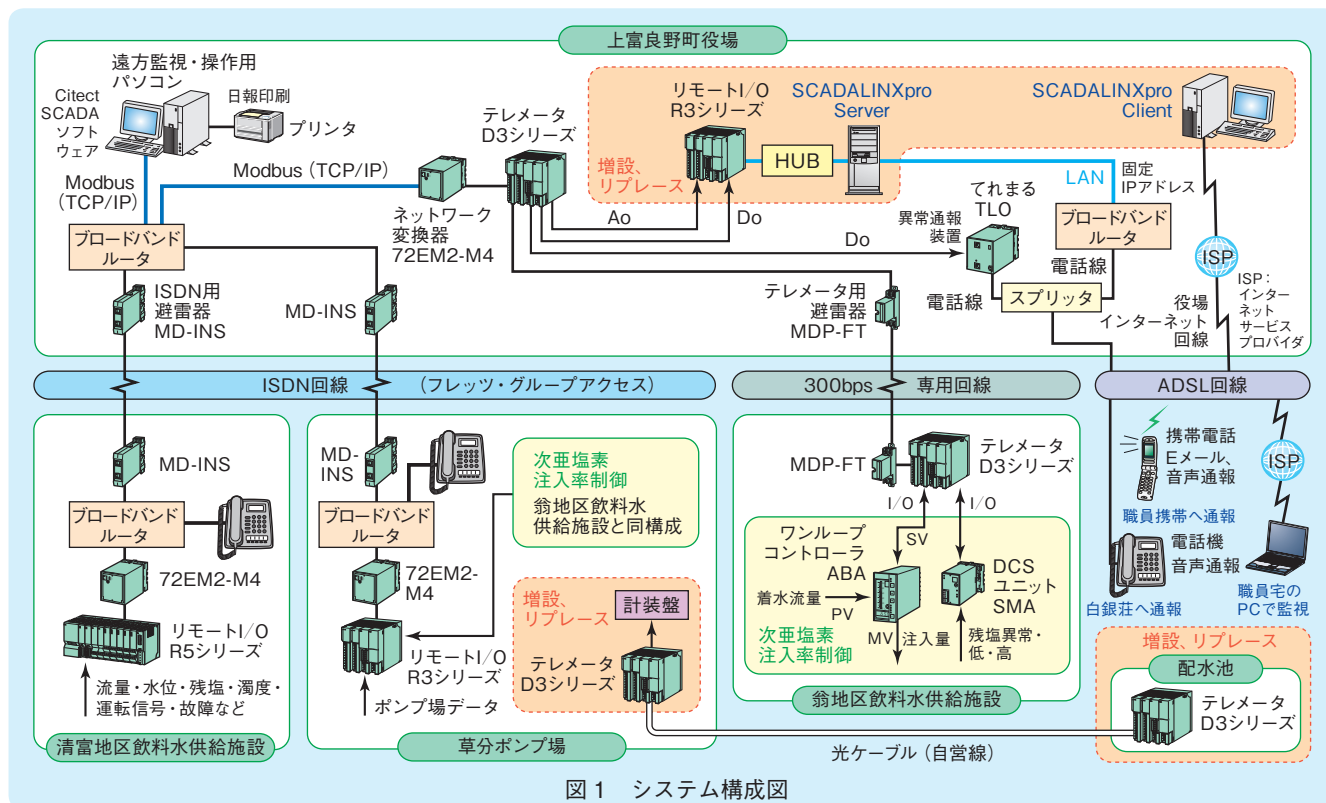 上富良野町役場
遠方監視・操作用
パソコン
Citect
SCADA
ソフト
ウェア
日報印刷
プリンタ
Modbus
(TCP/IP)
Modbus (TCP/IP)
ネットワーク
変換器
72EM2-M4
テレメータ
D3シリーズ
リモートI/O
R3シリーズ
SCADALINXpro
Server
SCADALINXpro
Client
増設、
リプレース
HUB
Ao
Do
Do
LAN
固定
IPアドレス
異常通報
装置
てれまる
TLO
ブロードバンド
ルータ
電話線
電話線
スプリッタ
ISP
ISP:
インター
ネット
サービス
プロバイダ
役場
インターネット
回線
ブロードバンド
ルータ
ISDN用
避雷器
MD-INS
MD-INS
テレメータ用
避雷器
MDP-FT
ISDN回線 (フレッツ・グループアクセス)
300bps 専用回線
ADSL回線
MD-INS
ブロードバンド
ルータ
72EM2-M4
リモートI/O
R5シリーズ
流量・水位・残塩・濁度・
運転信号・故障など
清富地区飲料水供給施設
MD-
INS
ブロードバンド
ルータ
72EM2-
M4
リモートI/O
R3シリーズ
ポンプ場データ
次亜塩素
注入率制御
翁地区飲料水
供給施設と同構成
増設、
リプレース
計装盤
テレメータ
D3シリーズ
草分ポンプ場
MDP-FT
テレメータ
D3シリーズ
I/O
I/O
ワンループ
コントローラ
ABA
SV
着水流量
PV
MV
注入量
DCS
ユニット
SMA
残塩異常・
低・高
次亜塩素
注入率制御
翁地区飲料水供給施設
携帯電話
Eメール、
音声通報
職員携帯へ通報
電話機
音声通報
白銀荘へ通報
ISP
職員宅の
PCで監視
増設、リプレース
配水池
テレメータ
D3シリーズ
光ケーブル (自営線)
図1 システム構成図